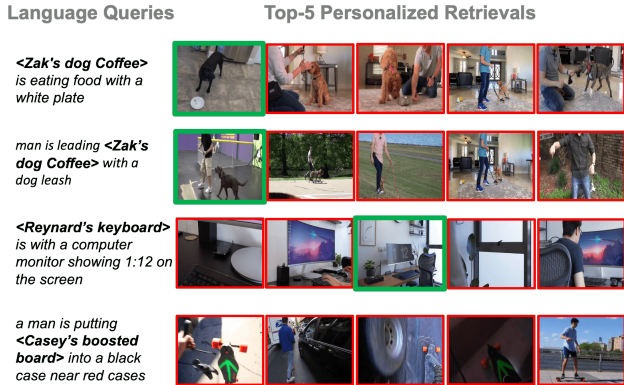 Language Queries
Top-5 Personalized Retrievals
<Zak's dog Coffee>
is eating food with a
white plate
man is leading <Zak's
dog Coffee> with a
dog leash
<Reynard's keyboard>
is with a computer
monitor showing 1:12 on
the screen
a man is putting
<Casey's boosted
board> into a black
case near red cases